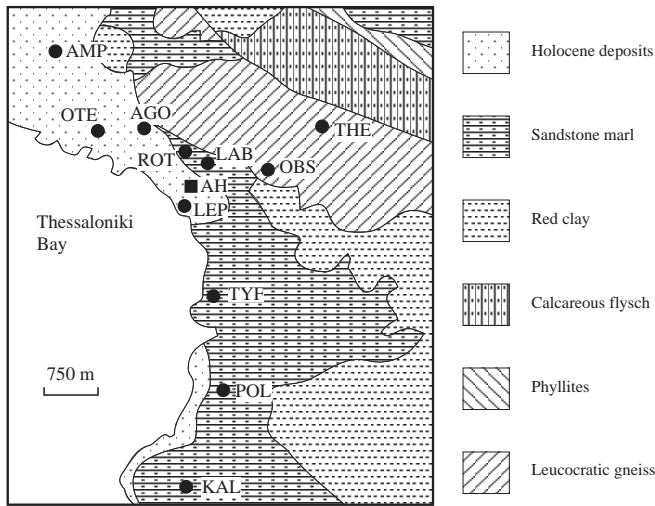 AMP
OTE
AGO
THE
ROT
LAB
OBS
AH
LEP
Thessaloniki
Bay
TYF
750 m
POL
KAL
Holocene deposits
Sandstone marl
Red clay
Calcareous flysch
Phyllites
Leucocratic gneiss